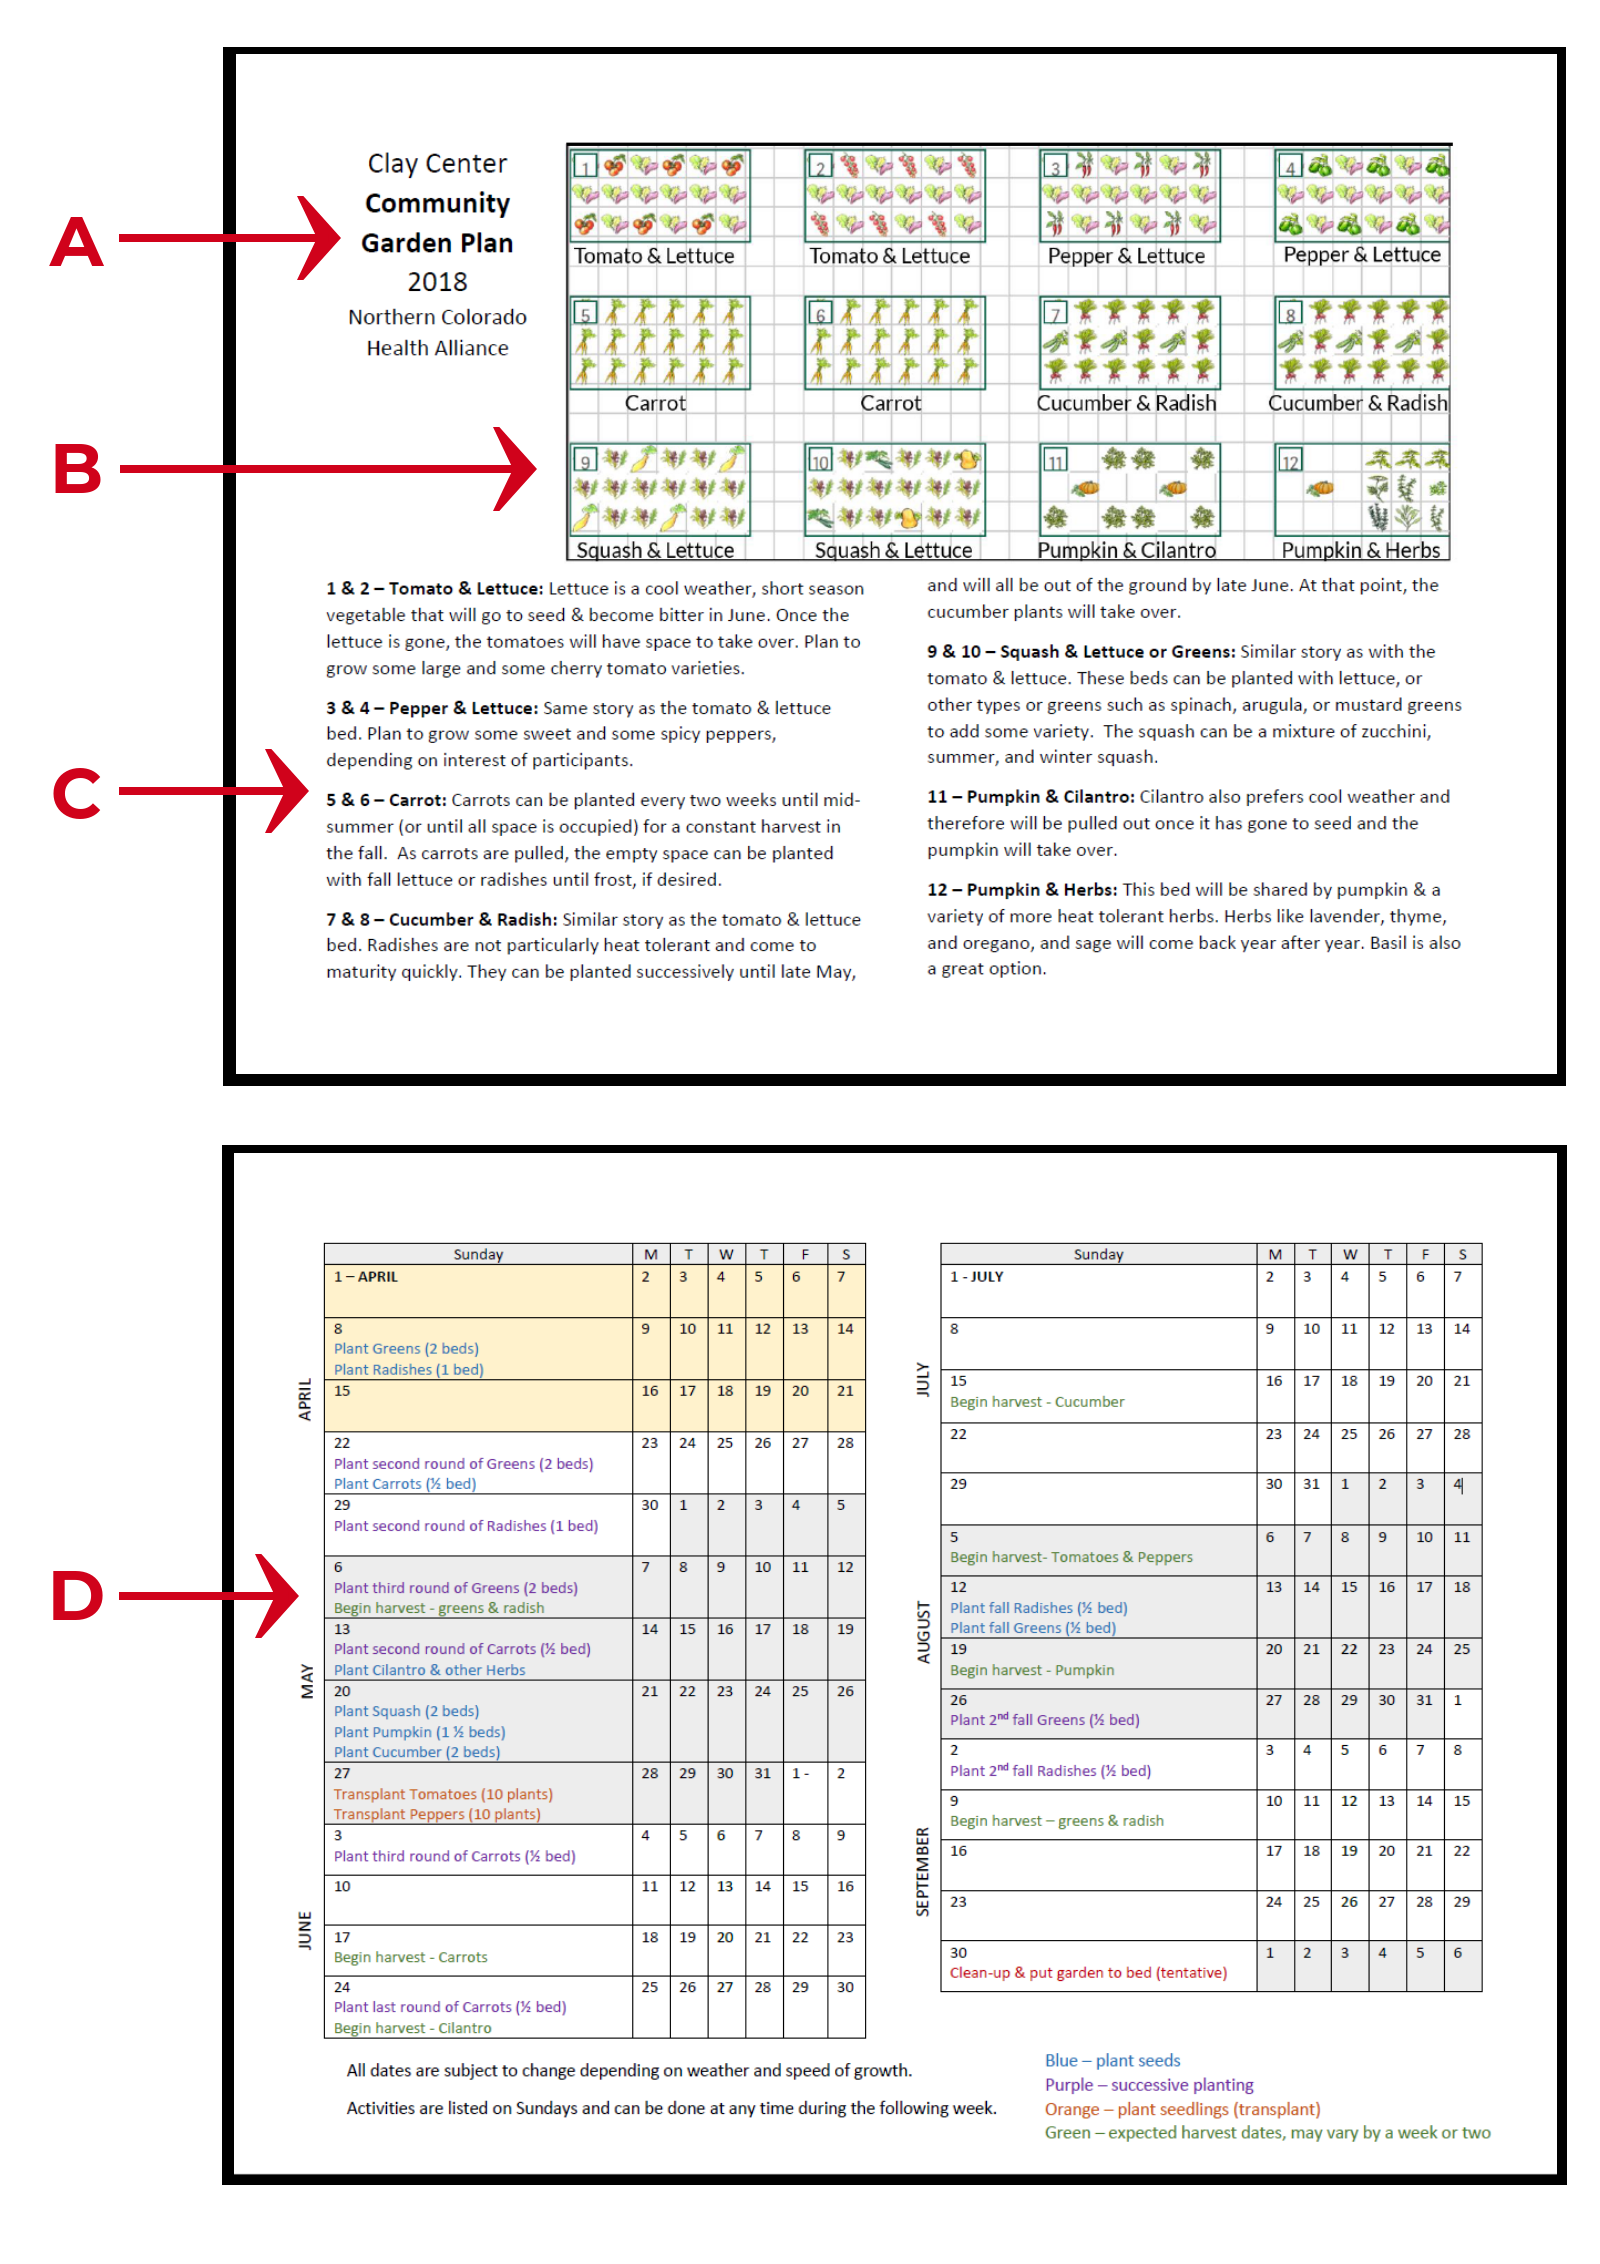 A
B
C
D
Clay Center
Community
Garden Plan
2018
Northern Colorado
Health Alliance
1 2 3 4
Tomato & Lettuce Tomato & Lettuce Pepper & Lettuce Pepper & Lettuce
5 6 7 8
Carrot Carrot Cucumber & Radish Cucumber & Radish
9 10 11 12
Squash & Lettuce Squash & Lettuce Pumpkin & Cilantro Pumpkin & Herbs
1 & 2 – Tomato & Lettuce: Lettuce is a cool weather, short season
vegetable that will go to seed & become bitter in June. Once the
lettuce is gone, the tomatoes will have space to take over. Plan to
grow some large and some cherry tomato varieties.
3 & 4 – Pepper & Lettuce: Same story as the tomato & lettuce
bed. Plan to grow some sweet and some spicy peppers,
depending on interest of participants.
5 & 6 – Carrot: Carrots can be planted every two weeks until mid-
summer (or until all space is occupied) for a constant harvest in
the fall. As carrots are pulled, the empty space can be planted
with fall lettuce or radishes until frost, if desired.
7 & 8 – Cucumber & Radish: Similar story as the tomato & lettuce
bed. Radishes are not particularly heat tolerant and come to
maturity quickly. They can be planted successively until late May,
and will all be out of the ground by late June. At that point, the
cucumber plants will take over.
9 & 10 – Squash & Lettuce or Greens: Similar story as with the
tomato & lettuce. These beds can be planted with lettuce, or
other types or greens such as spinach, arugula, or mustard greens
to add some variety. The squash can be a mixture of zucchini,
summer, and winter squash.
11 – Pumpkin & Cilantro: Cilantro also prefers cool weather and
therefore will be pulled out once it has gone to seed and the
pumpkin will take over.
12 – Pumpkin & Herbs: This bed will be shared by pumpkin & a
variety of more heat tolerant herbs. Herbs like lavender, thyme,
and oregano, and sage will come back year after year. Basil is also
a great option.
Sunday M T W T F S
1 – APRIL 2 3 4 5 6 7
8 9 10 11 12 13 14
Plant Greens (2 beds)
Plant Radishes (1 bed)
APRIL
15 16 17 18 19 20 21
22 23 24 25 26 27 28
Plant second round of Greens (2 beds)
Plant Carrots (½ bed)
29 30 1 2 3 4 5
Plant second round of Radishes (1 bed)
6 7 8 9 10 11 12
Plant third round of Greens (2 beds)
Begin harvest - greens & radish
13 14 15 16 17 18 19
Plant second round of Carrots (½ bed)
Plant Cilantro & other Herbs
MAY
20 21 22 23 24 25 26
Plant Squash (2 beds)
Plant Pumpkin (1 ½ beds)
Plant Cucumber (2 beds)
27 28 29 30 31 1 - 2
Transplant Tomatoes (10 plants)
Transplant Peppers (10 plants)
3 4 5 6 7 8 9
Plant third round of Carrots (½ bed)
10 11 12 13 14 15 16
JUNE
17 18 19 20 21 22 23
Begin harvest - Carrots
24 25 26 27 28 29 30
Plant last round of Carrots (½ bed)
Begin harvest - Cilantro
Sunday M T W T F S
1 - JULY 2 3 4 5 6 7
8 9 10 11 12 13 14
JULY
15 16 17 18 19 20 21
Begin harvest - Cucumber
22 23 24 25 26 27 28
29 30 31 1 2 3 4
5 6 7 8 9 10 11
Begin harvest- Tomatoes & Peppers
12 13 14 15 16 17 18
Plant fall Radishes (½ bed)
Plant fall Greens (½ bed)
AUGUST
19 20 21 22 23 24 25
Begin harvest - Pumpkin
26 27 28 29 30 31 1
Plant 2nd fall Greens (½ bed)
2 3 4 5 6 7 8
Plant 2nd fall Radishes (½ bed)
9 10 11 12 13 14 15
Begin harvest – greens & radish
SEPTEMBER
16 17 18 19 20 21 22
23 24 25 26 27 28 29
30 1 2 3 4 5 6
Clean-up & put garden to bed (tentative)
All dates are subject to change depending on weather and speed of growth.
Activities are listed on Sundays and can be done at any time during the following week.
Blue – plant seeds
Purple – successive planting
Orange – plant seedlings (transplant)
Green – expected harvest dates, may vary by a week or two